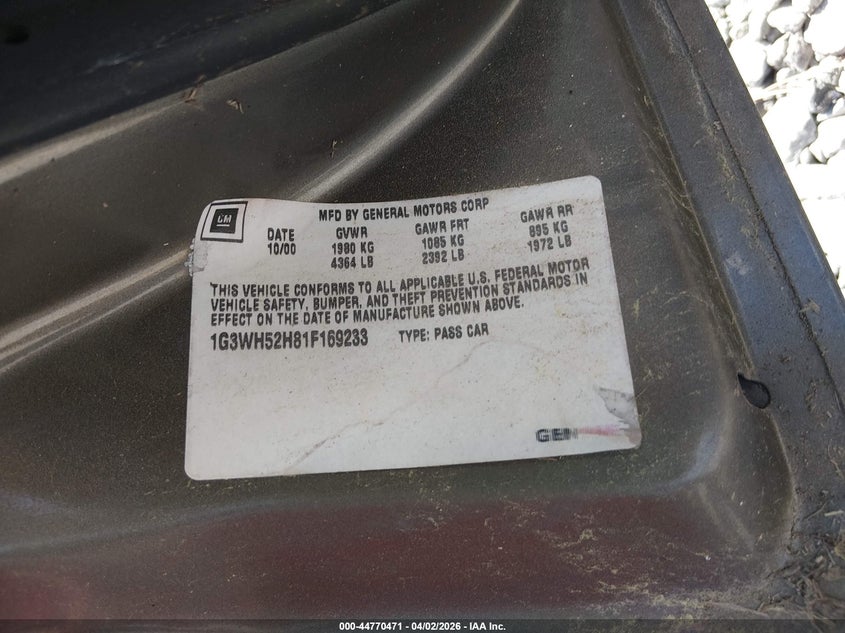 GM
MFD BY GENERAL MOTORS CORP
DATE GVWR GAWR FRT GAWR RR
10/00 1980 KG 1085 KG 895 KG
4364 LB 2392 LB 1972 LB
THIS VEHICLE CONFORMS TO ALL APPLICABLE U.S. FEDERAL MOTOR
VEHICLE SAFETY, BUMPER, AND THEFT PREVENTION STANDARDS IN
EFFECT ON THE DATE OF MANUFACTURE SHOWN ABOVE.
1G3WH52H81F169233 TYPE: PASS CAR
000-44770471 | 04/02/2026 | IAA Inc.